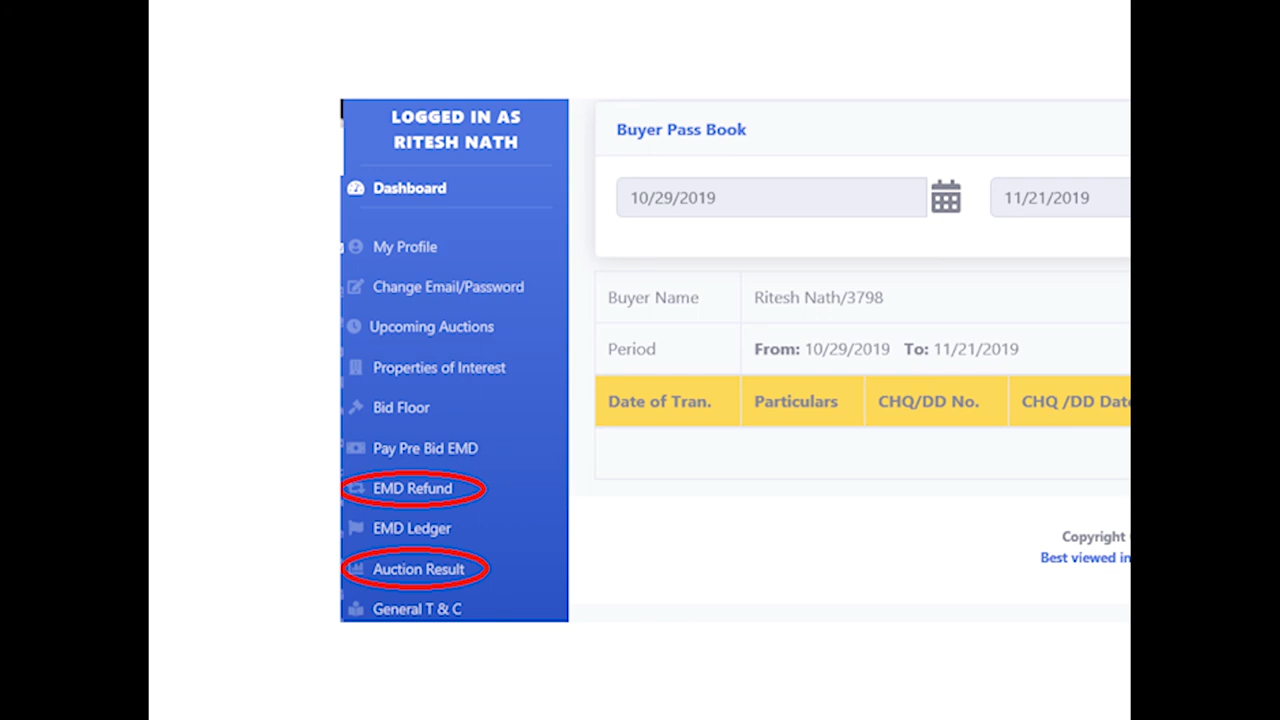 LOGGED IN AS
RITESH NATH
Dashboard
My Profile
Change Email/Password
Upcoming Auctions
Properties of Interest
Bid Floor
Pay Pre Bid EMD
EMD Refund
EMD Ledger
Auction Result
General T & C
Buyer Pass Book
10/29/2019 11/21/2019
Buyer Name Ritesh Nath/3798
Period From: 10/29/2019 To: 11/21/2019
Date of Tran. Particulars CHQ/DD No. CHQ /DD Date
Copyright
Best viewed in